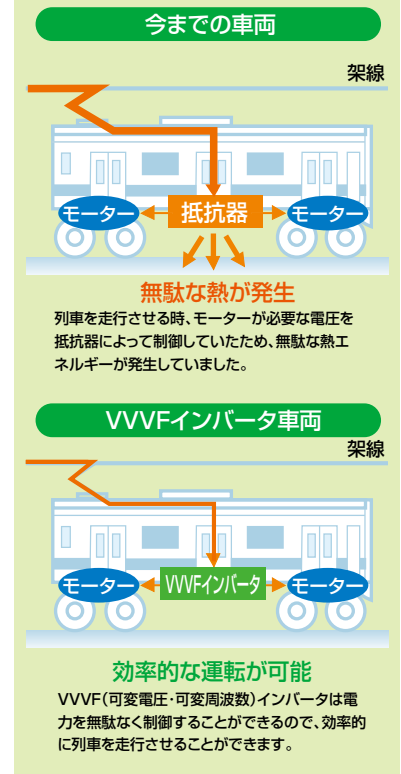 今までの車両
架線
モーター 抵抗器 モーター
無駄な熱が発生
列車を走行させる時、モーターが必要な電圧を
抵抗器によって制御していたため、無駄な熱エ
ネルギーが発生していました。
VVVFインバータ車両
架線
モーター VVVFインバータ モーター
効率的な運転が可能
VVVF(可変電圧・可変周波数)インバータは電
力を無駄なく制御することができるので、効率的
に列車を走行させることができます。